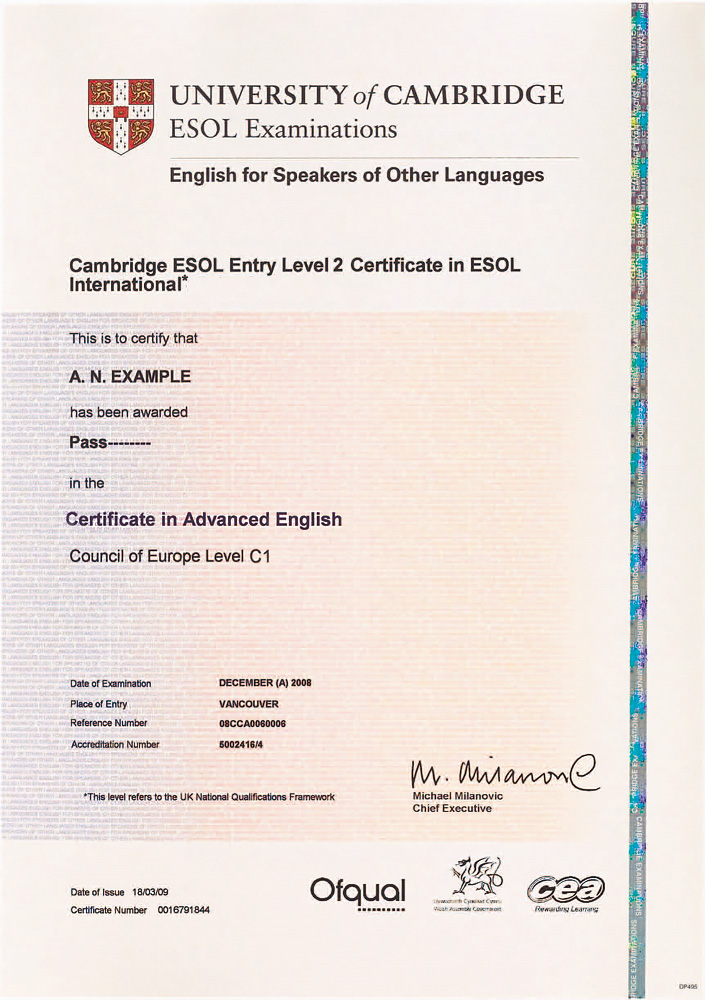 UNIVERSITY of CAMBRIDGE
ESOL Examinations
English for Speakers of Other Languages
Cambridge ESOL Entry Level 2 Certificate in ESOL
International*
This is to certify that
A. N. EXAMPLE
has been awarded
Pass--------
in the
Certificate in Advanced English
Council of Europe Level C1
Date of Examination DECEMBER (A) 2008
Place of Entry VANCOUVER
Reference Number 08CCA0060006
Accreditation Number 5002416/4
*This level refers to the UK National Qualifications Framework
M. Milanovic
Michael Milanovic
Chief Executive
Date of Issue 18/03/09
Certificate Number 0016791844
Ofqual
Welsh Assembly Government
cea
Rewarding Learning
DP495